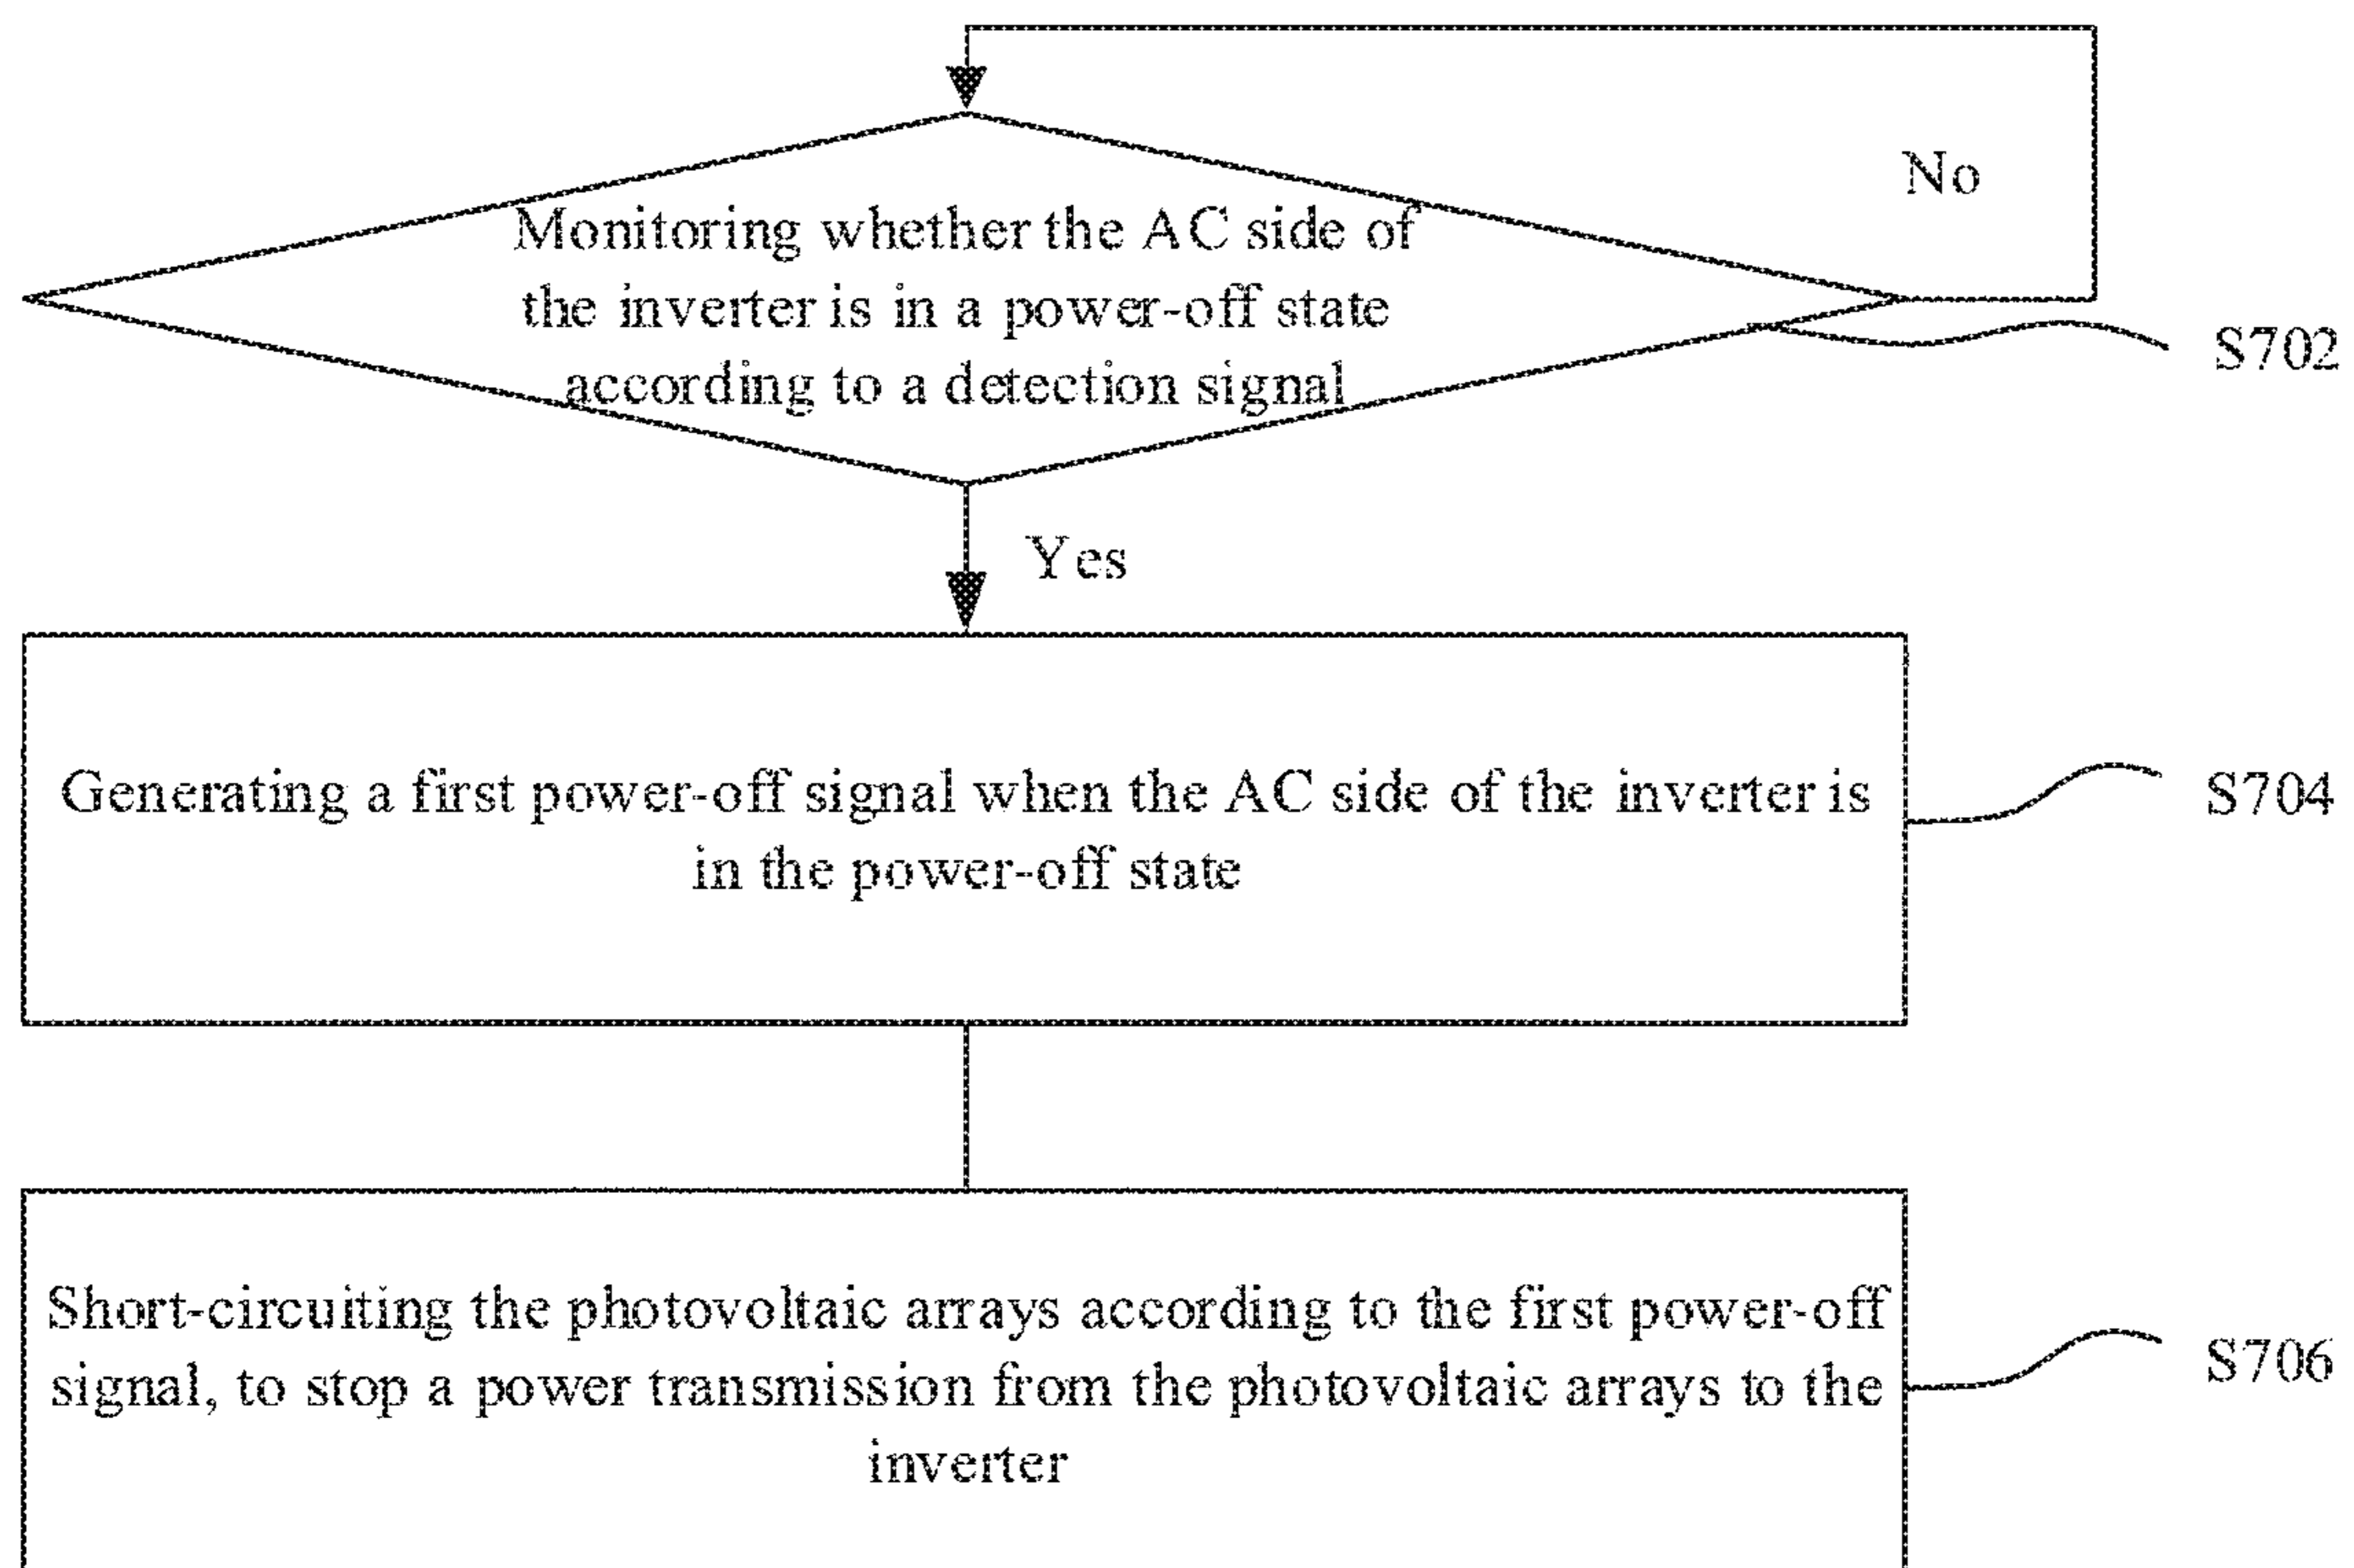 No
Monitoring whether the AC side of
the inverter is in a power-off state
according to a detection signal
S702
Yes
Generating a first power-off signal when the AC side of the inverter is
in the power-off state
S704
Short-circuiting the photovoltaic arrays according to the first power-off
signal, to stop a power transmission from the photovoltaic arrays to the
inverter
S706